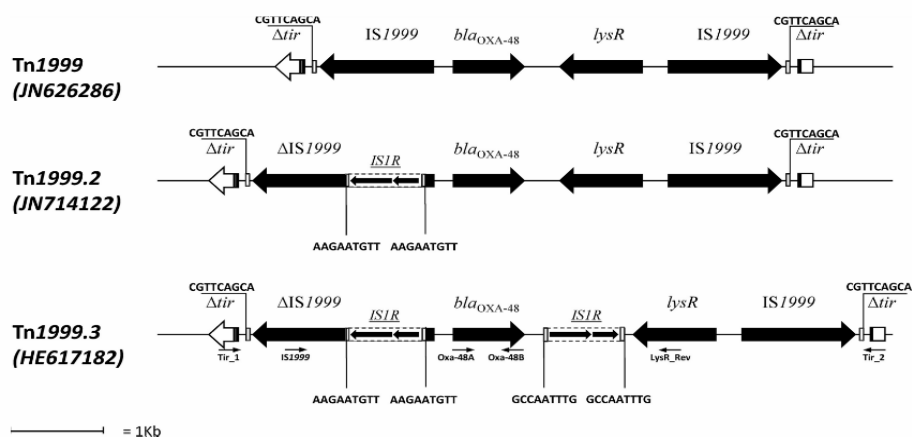 CGTTCAGCA CGTTCAGCA
Δtir IS1999 blaOXA-48 lysR IS1999 Δtir
Tn1999
(JN626286)
CGTTCAGCA CGTTCAGCA
Δtir ΔIS1999 IS1R blaOXA-48 lysR IS1999 Δtir
Tn1999.2
(JN714122)
AAGAATGTT AAGAATGTT
CGTTCAGCA CGTTCAGCA
Δtir ΔIS1999 IS1R blaOXA-48 IS1R lysR IS1999 Δtir
Tn1999.3
(HE617182)
Tir_1 IS1999 Oxa-48A Oxa-48B LysR_Rev Tir_2
AAGAATGTT AAGAATGTT GCCAATTTG GCCAATTTG
= 1Kb